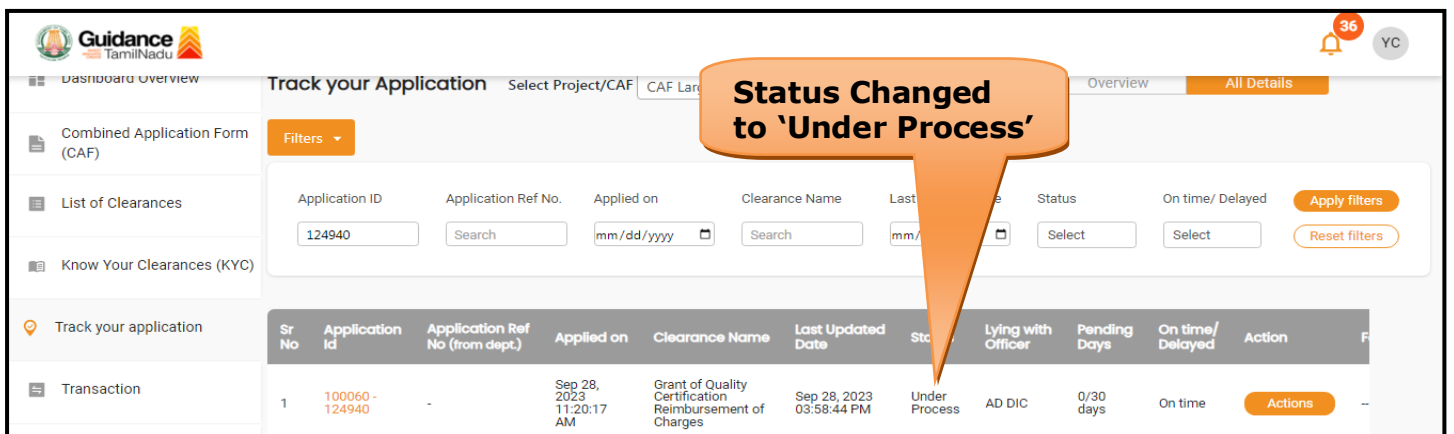 Guidance
TamilNadu
36
YC
Dashboard Overview
Track your Application
Select Project/CAF
CAF
Overview
All Details
Status Changed
to ‘Under Process’
Combined Application Form
(CAF)
Filters
List of Clearances
Application ID
Application Ref No.
Applied on
Clearance Name
Last
Status
On time/ Delayed
Apply filters
124940
Search
mm/dd/yyyy
Search
mm/
Select
Select
Reset filters
Know Your Clearances (KYC)
Track your application
Sr No
Application Id
Application Ref No (from dept.)
Applied on
Clearance Name
Last Updated Date
Lying with Officer
Pending Days
On time/ Delayed
Action
Transaction
1
100060 -
124940
-
Sep 28,
2023
11:20:17
AM
Grant of Quality
Certification
Reimbursement of
Charges
Sep 28, 2023
03:58:44 PM
Under
Process
AD DIC
0/30
days
On time
Actions
--